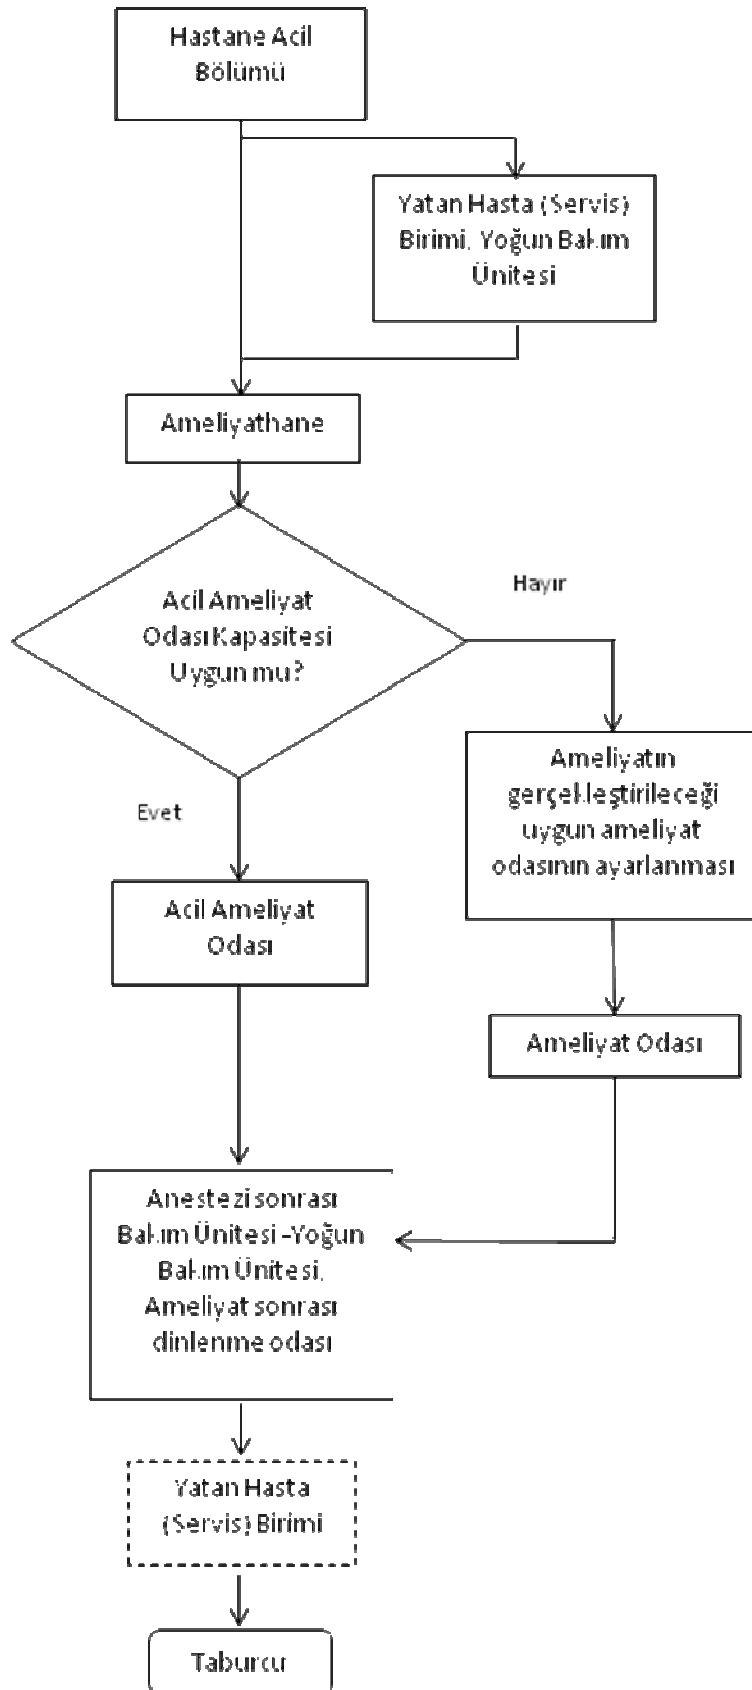 Hastane Acil
Bölümü
Yatan Hasta (Servis)
Birimi, Yoğun Bakım
Ünitesi
Ameliyathane
Acil Ameliyat
Odası Kapasitesi
Uygun mu?
Hayır
Ameliyatın
gerçekleştirileceği
uygun ameliyat
odasının ayarlanması
Evet
Acil Ameliyat
Odası
Ameliyat Odası
Anestezi sonrası
Bakım Ünitesi -Yoğun
Bakım Ünitesi,
Ameliyat sonrası
dinlenme odası
Yatan Hasta
(Servis) Birimi
Taburcu